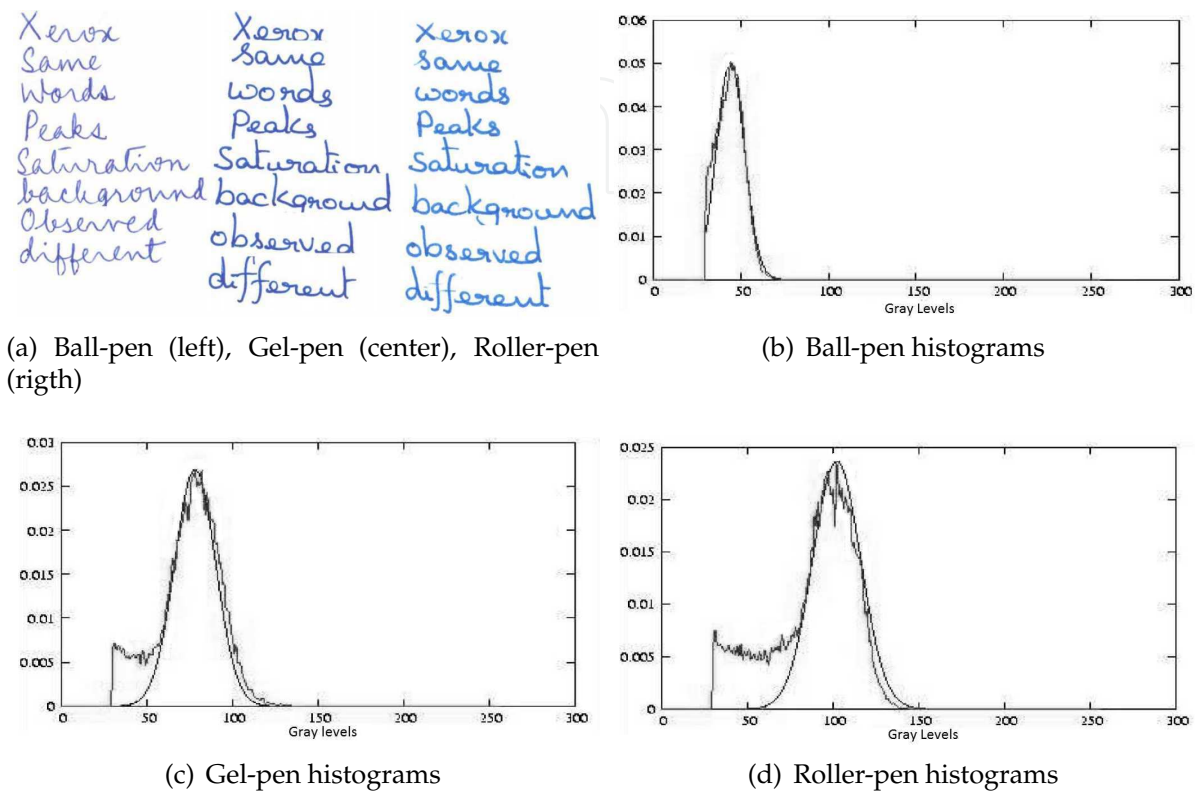 Xerox
Same
Words
Peaks
Saturation
background
Observed
different
Xerox
Same
words
Peaks
Saturation
background
observed
different
Xerox
Same
words
Peaks
Saturation
background
observed
different
(a) Ball-pen (left), Gel-pen (center), Roller-pen
(rigth)
0.06
0.05
0.04
0.03
0.02
0.01
0
0 50 100 150 200 250 300
Gray Levels
(b) Ball-pen histograms
0.03
0.025
0.02
0.015
0.01
0.005
0
0 50 100 150 200 250 300
Gray levels
(c) Gel-pen histograms
0.025
0.02
0.015
0.01
0.005
0
0 50 100 150 200 250 300
Gray Levels
(d) Roller-pen histograms